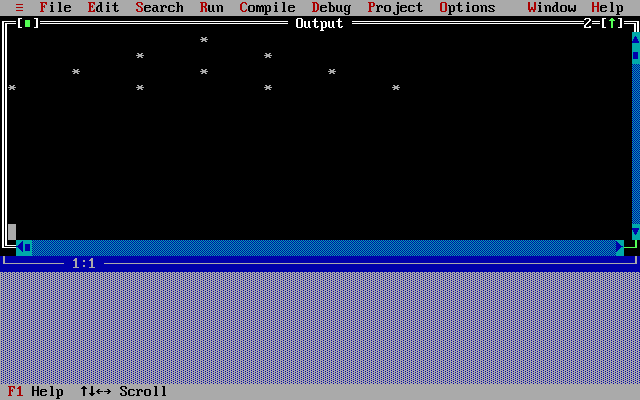 ≡ File Edit Search Run Compile Debug Project Options Window Help
[■] Output 2=[↑]
*
* *
* * *
* * * *
1:1
F1 Help ↑↓←→ Scroll